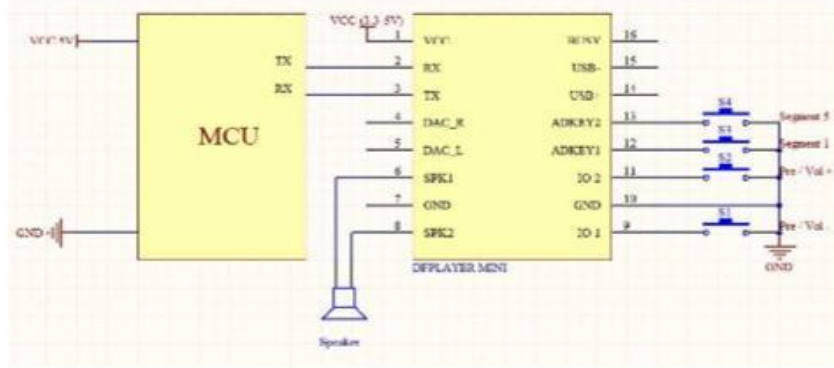 VCC 5V
TX
RX
MCU
GND
VCC (3.3-5V)
1 VCC
2 RX
3 TX
4 DAC_R
5 DAC_L
6 SPK1
7 GND
8 SPK2
BUSY 16
USB- 15
USB+ 14
ADKEY2 13
ADKEY1 12
IO 2 11
GND 10
IO 1 9
DFPLAYER MINI
Speaker
S4
Segment 5
S3
Segment 1
S2
Pre / Vol +
S1
Pre / Vol -
GND